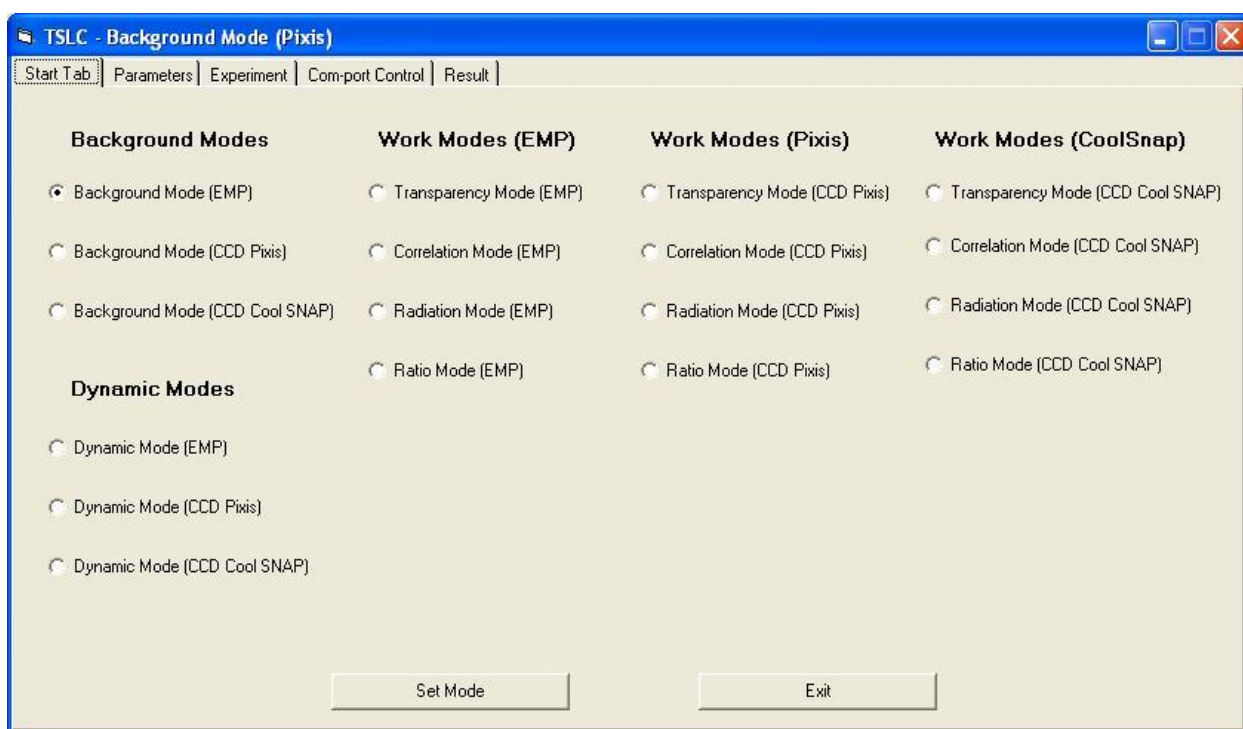 TSLC - Background Mode (Pixis)
Start Tab
Parameters
Experiment
Com-port Control
Result
Background Modes
Background Mode (EMP)
Background Mode (CCD Pixis)
Background Mode (CCD Cool SNAP)
Dynamic Modes
Dynamic Mode (EMP)
Dynamic Mode (CCD Pixis)
Dynamic Mode (CCD Cool SNAP)
Work Modes (EMP)
Transparency Mode (EMP)
Correlation Mode (EMP)
Radiation Mode (EMP)
Ratio Mode (EMP)
Work Modes (Pixis)
Transparency Mode (CCD Pixis)
Correlation Mode (CCD Pixis)
Radiation Mode (CCD Pixis)
Ratio Mode (CCD Pixis)
Work Modes (CoolSnap)
Transparency Mode (CCD Cool SNAP)
Correlation Mode (CCD Cool SNAP)
Radiation Mode (CCD Cool SNAP)
Ratio Mode (CCD Cool SNAP)
Set Mode
Exit